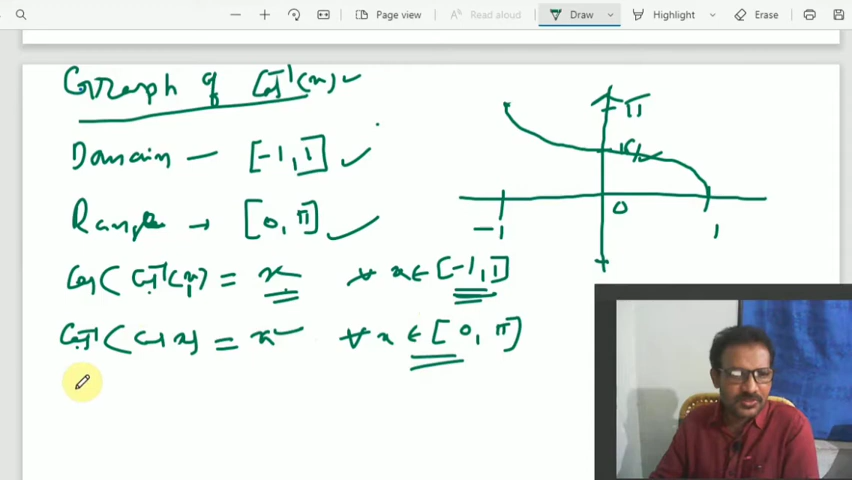 Page view
Read aloud
Draw
Highlight
Erase
Graph of Cos⁻¹(x)
Domain — [-1, 1]
Range → [0, π]
Cos(Cos⁻¹(x)) = x ∀ x ∈ [-1, 1]
Cos⁻¹(Cos x) = x ∀ x ∈ [0, π]
π
π/2
0
-1
1